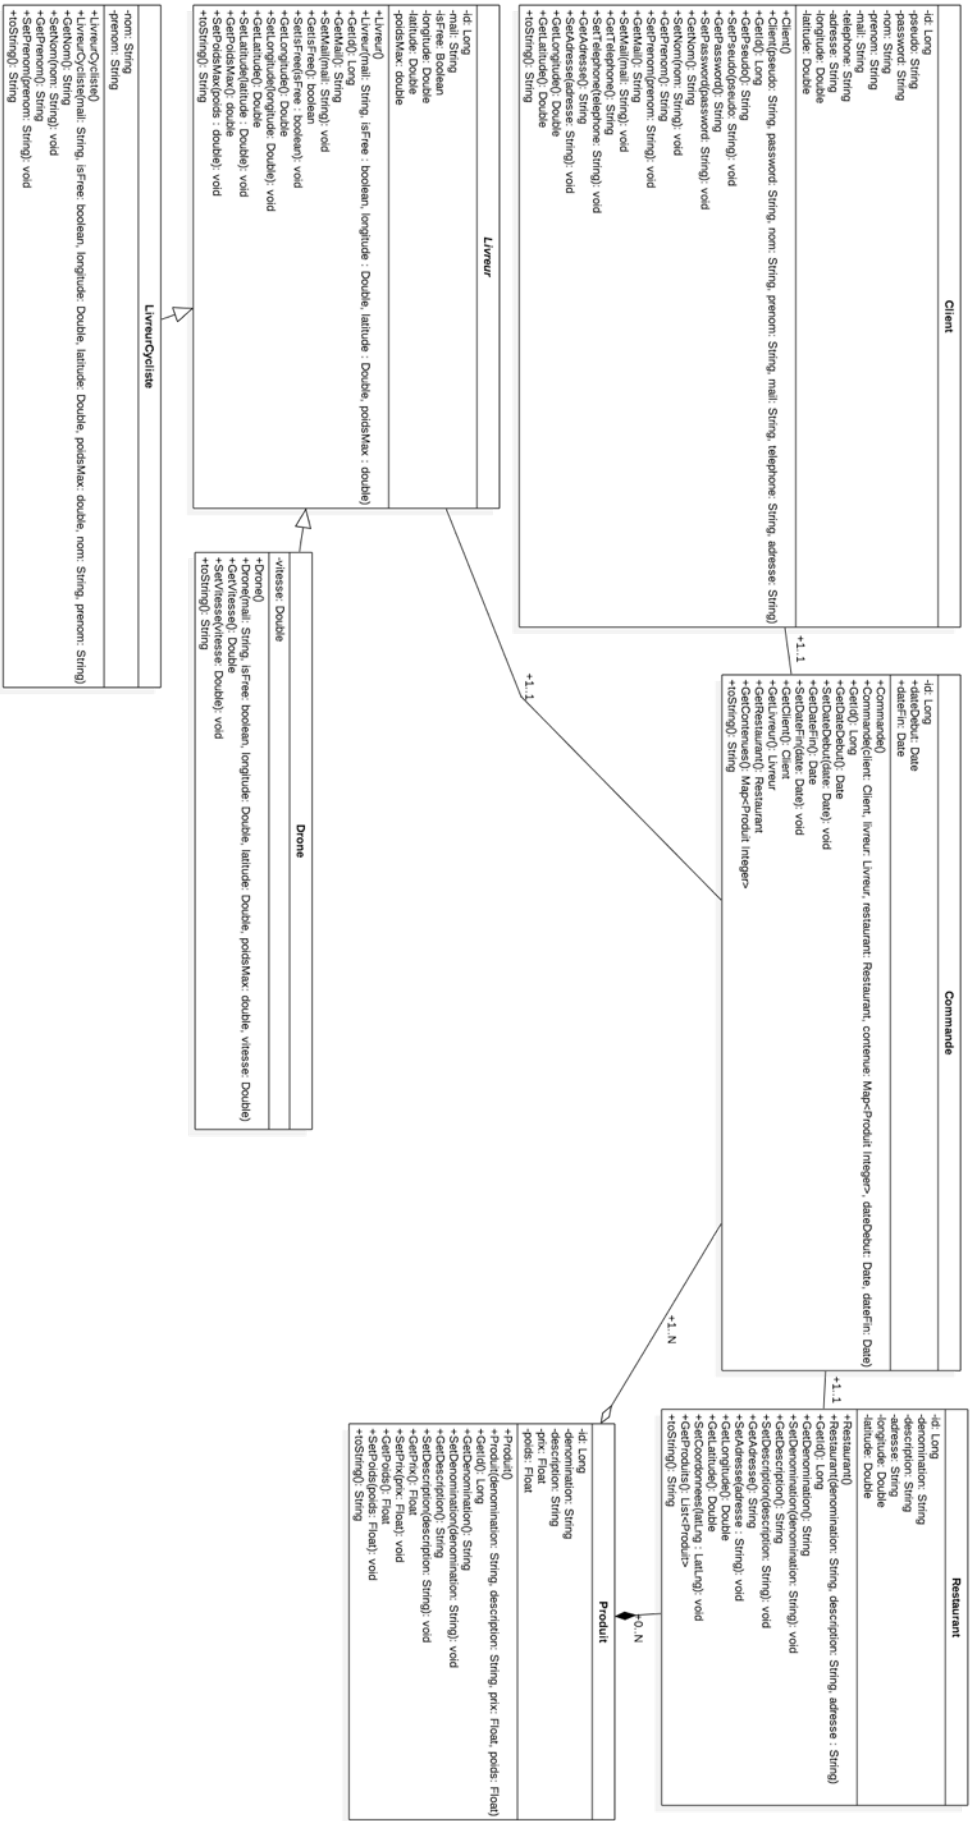 Client
-id: Long
-pseudo: String
-password: String
-nom: String
-prenom: String
-mail: String
-telephone: String
-adresse: String
-longitude: Double
-latitude: Double
+Client()
+Client(pseudo: String, password: String, nom: String, prenom: String, mail: String, telephone: String, adresse: String)
+GetId(): Long
+GetPseudo(): String
+SetPseudo(pseudo: String): void
+GetPassword(): String
+SetPassword(password: String): void
+GetNom(): String
+SetNom(nom: String): void
+GetPrenom(): String
+SetPrenom(prenom: String): void
+GetMail(): String
+SetMail(mail: String): void
+GetTelephone(): String
+SetTelephone(telephone: String): void
+GetAdresse(): String
+SetAdresse(adresse: String): void
+GetLongitude(): Double
+GetLatitude(): Double
+toString(): String
+1..1
Commande
-id: Long
+dateDebut: Date
+dateFin: Date
+Commande()
+Commande(client: Client, livreur: Livreur, restaurant: Restaurant, contenue: Map<Produit Integer>, dateDebut: Date, dateFin: Date)
+GetId(): Long
+GetDateDebut(): Date
+SetDateDebut(date: Date): void
+GetDateFin(): Date
+SetDateFin(date: Date): void
+GetClient(): Client
+GetLivreur(): Livreur
+GetRestaurant(): Restaurant
+GetContenues(): Map<Produit Integer>
+toString(): String
+1..1
Restaurant
-id: Long
-denomination: String
-description: String
-adresse: String
-longitude: Double
-latitude: Double
+Restaurant()
+Restaurant(denomination: String, description: String, adresse : String)
+GetId(): Long
+GetDenomination(): String
+SetDenomination(denomination: String): void
+GetDescription(): String
+SetDescription(description: String): void
+GetAdresse(): String
+SetAdresse(adresse : String): void
+GetLongitude(): Double
+GetLatitude(): Double
+SetCoordonnees(latLng : LatLng): void
+GetProduits(): List<Produit>
+toString(): String
Livreur
-id: Long
-mail: String
-isFree: Boolean
-longitude: Double
-latitude: Double
-poidsMax: double
+Livreur()
+Livreur(mail: String, isFree : boolean, longitude : Double, latitude : Double, poidsMax : double)
+GetId(): Long
+GetMail(): String
+SetMail(mail: String): void
+GetIsFree(): boolean
+SetIsFree(isFree : boolean): void
+GetLongitude(): Double
+SetLongitude(longitude: Double): void
+GetLatitude(): Double
+SetLatitude(latitude : Double): void
+GetPoidsMax(): double
+SetPoidsMax(poids : double): void
+toString(): String
+1..1
+1..N
+0..N
Produit
-id: Long
-denomination: String
-description: String
-prix: Float
-poids: Float
+Produit()
+Produit(denomination: String, description: String, prix: Float, poids: Float)
+GetId(): Long
+GetDenomination(): String
+SetDenomination(denomination: String): void
+GetDescription(): String
+SetDescription(description: String): void
+GetPrix(): Float
+SetPrix(prix: Float): void
+GetPoids(): Float
+SetPoids(poids: Float): void
+toString(): String
Drone
-vitesse: Double
+Drone()
+Drone(mail: String, isFree: boolean, longitude: Double, latitude: Double, poidsMax: double, vitesse: Double)
+GetVitesse(): Double
+SetVitesse(vitesse: Double): void
+toString(): String
LivreurCycliste
-nom: String
-prenom: String
+LivreurCycliste()
+LivreurCycliste(mail: String, isFree: boolean, longitude: Double, latitude: Double, poidsMax: double, nom: String, prenom: String)
+GetNom(): String
+SetNom(nom: String): void
+GetPrenom(): String
+SetPrenom(prenom: String): void
+toString(): String